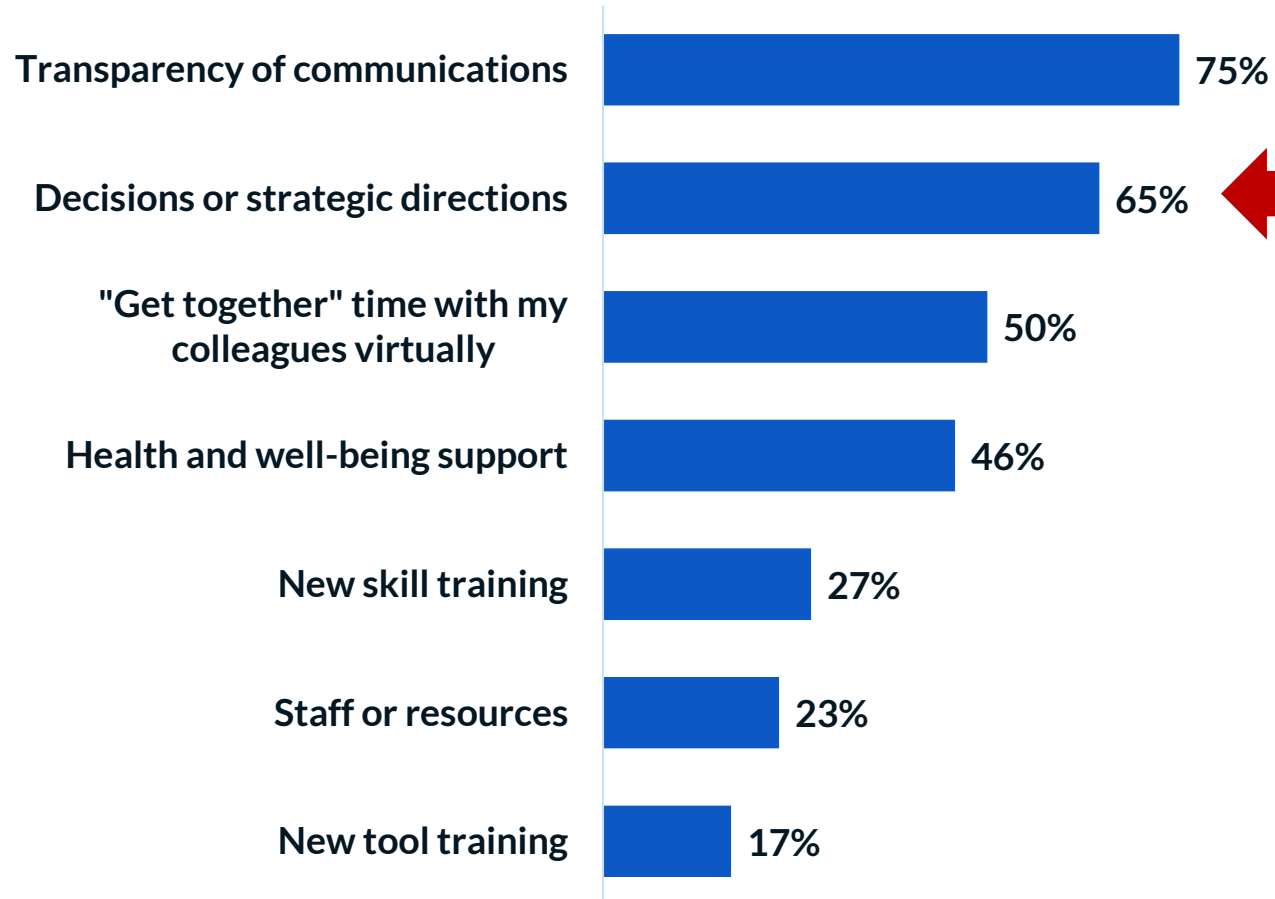 Transparency of communications 75%
Decisions or strategic directions 65%
"Get together" time with my
colleagues virtually 50%
Health and well-being support 46%
New skill training 27%
Staff or resources 23%
New tool training 17%